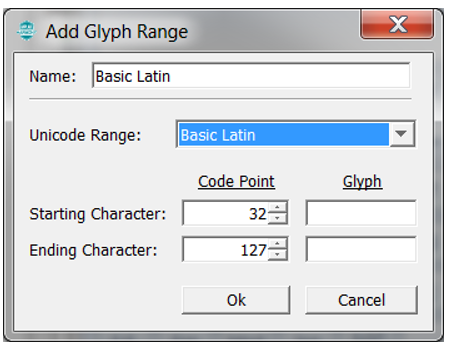 Add Glyph Range
X
Name: Basic Latin
Unicode Range: Basic Latin
Code Point Glyph
Starting Character: 32
Ending Character: 127
Ok Cancel